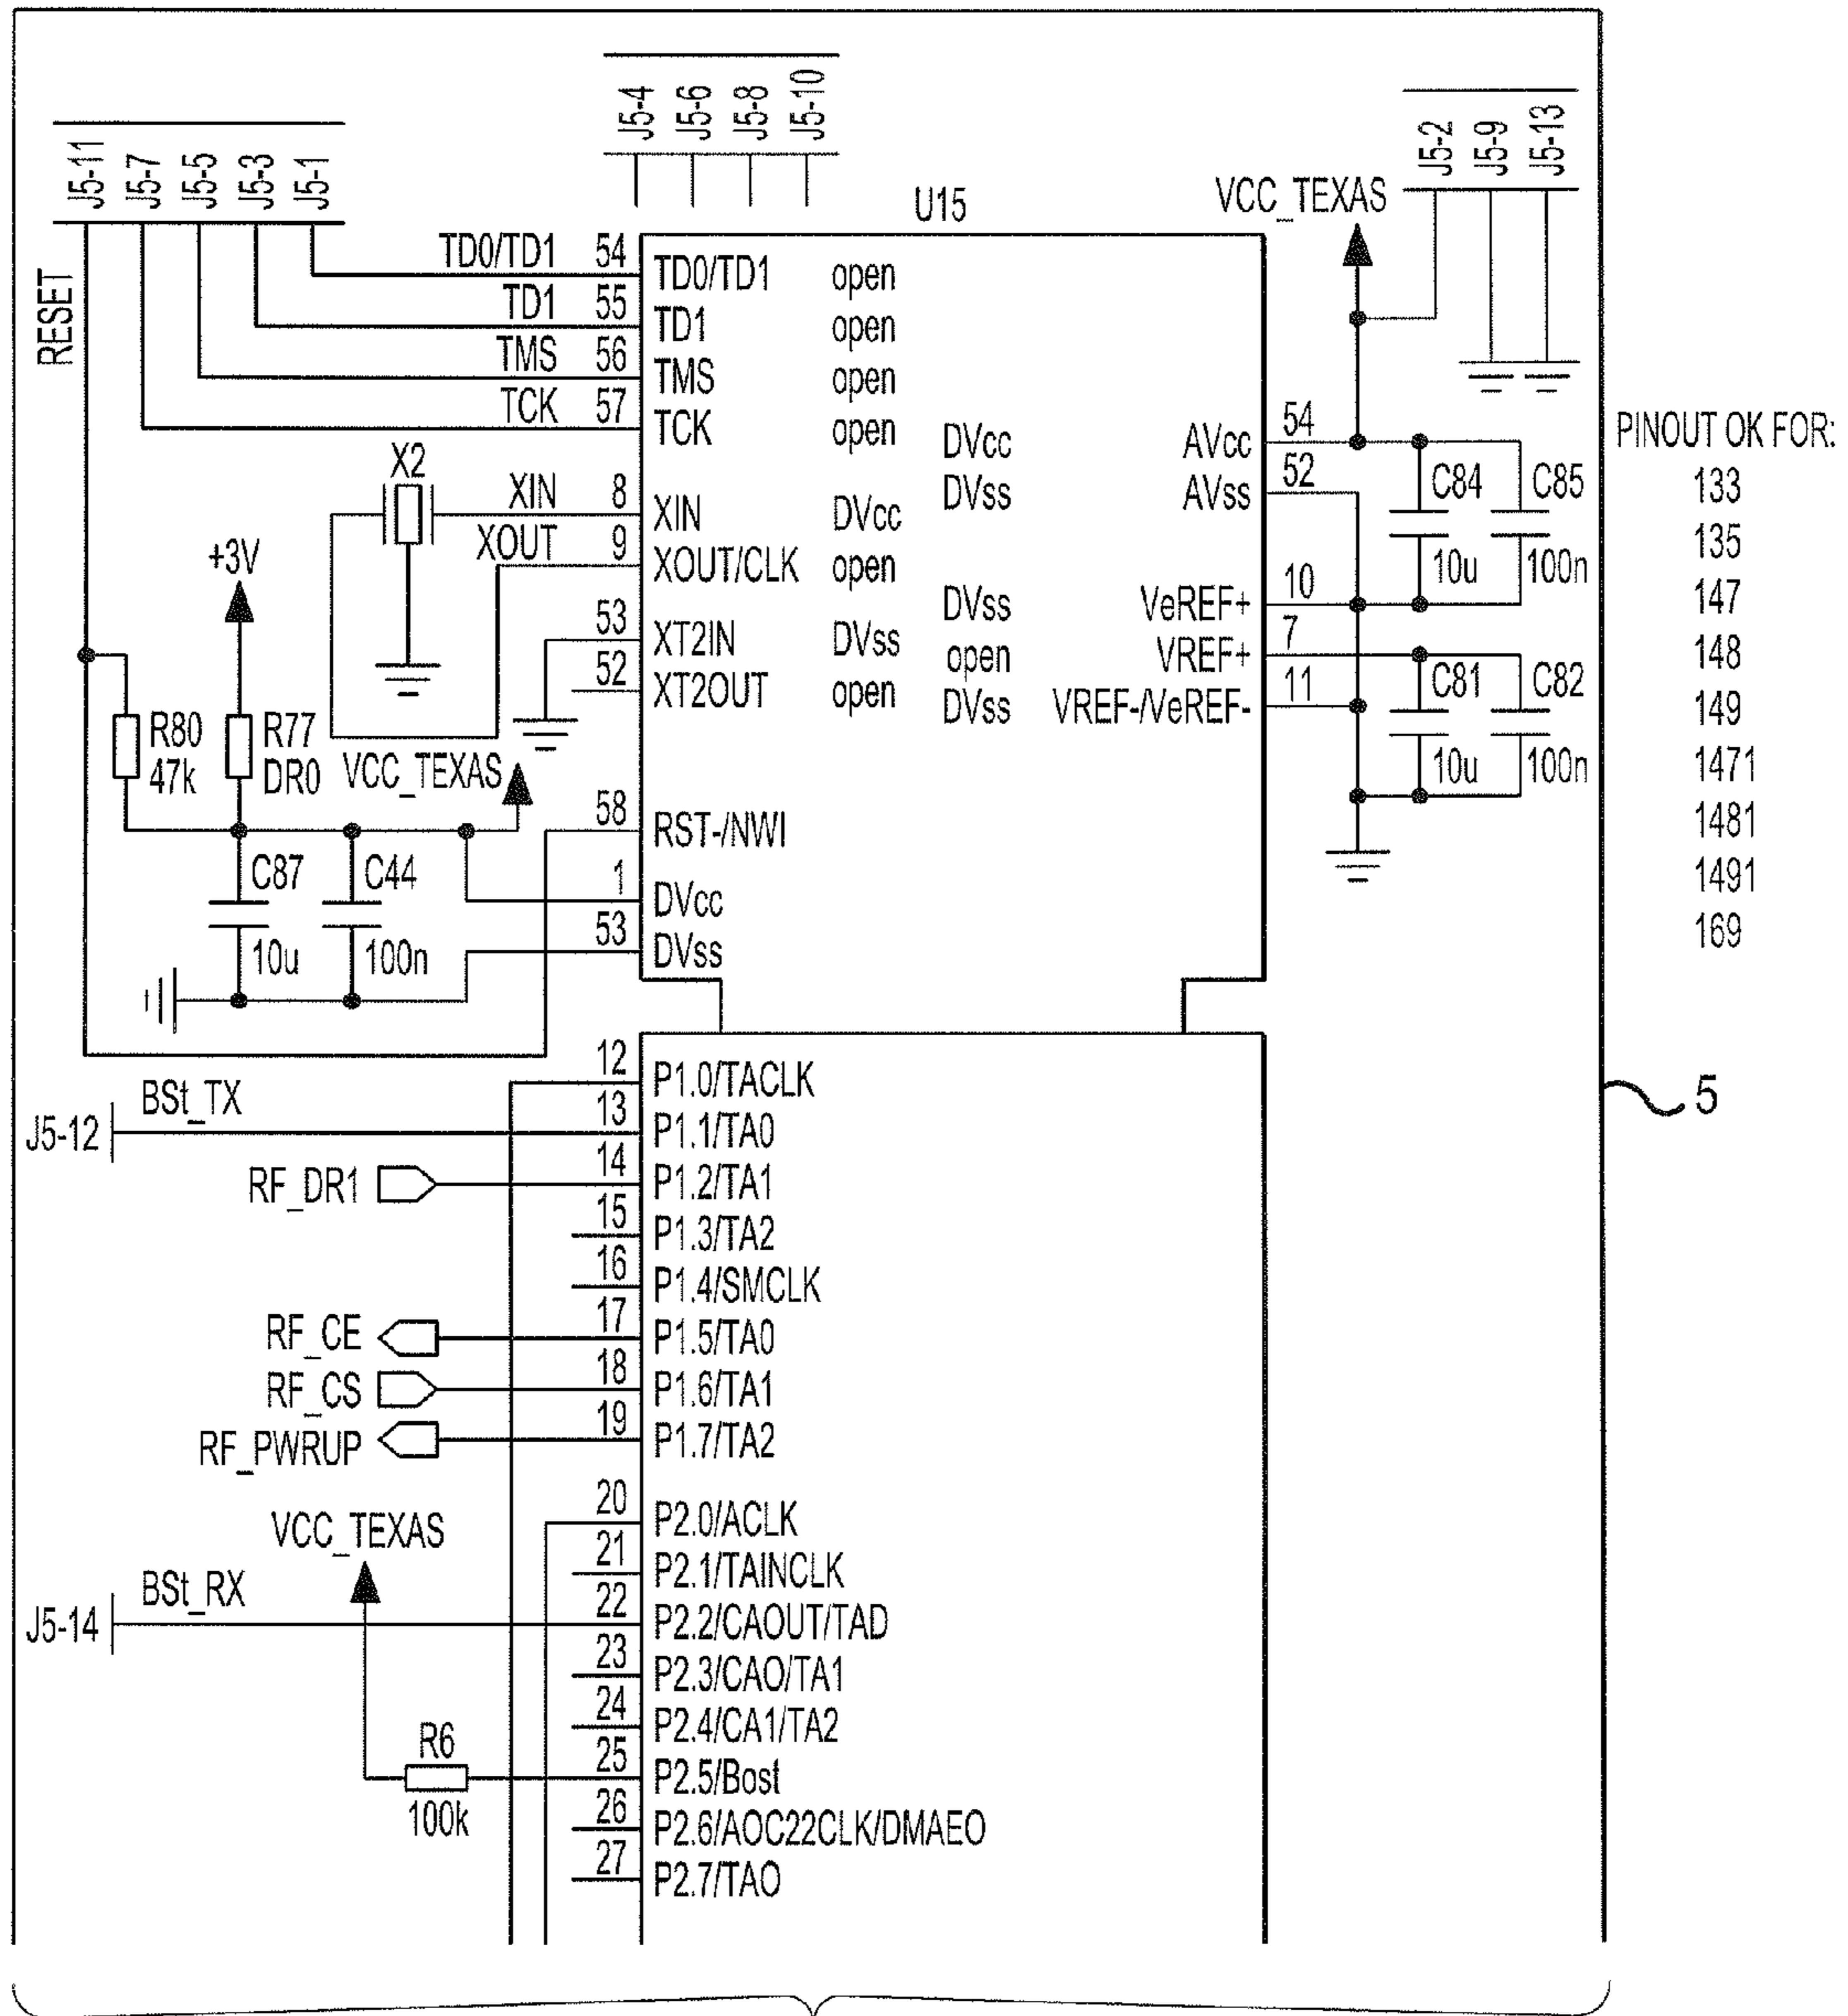 J5-4 J5-6 J5-8 J5-10
J5-11 J5-7 J5-5 J5-3 J5-1
J5-2 J5-9 J5-13
U15
VCC_TEXAS
RESET
TD0/TD1 54 TD0/TD1 open
TD1 55 TD1 open
TMS 56 TMS open
TCK 57 TCK open
DVcc AVcc 54
DVss AVss 52
C84 C85
10u 100n
PINOUT OK FOR:
133
135
147
148
149
1471
1481
1491
169
X2
XIN 8 XIN DVcc
XOUT 9 XOUT/CLK open
DVss VeREF+ 10
53 XT2IN DVss
open VREF+ 7
52 XT2OUT open
DVss VREF-/VeREF- 11
C81 C82
10u 100n
+3V
R80 R77
47k DR0
VCC_TEXAS
58 RST-/NWI
C87 C44
10u 100n
1 DVcc
53 DVss
12 P1.0/TACLK
J5-12 BSt_TX 13 P1.1/TA0
RF_DR1 14 P1.2/TA1
15 P1.3/TA2
16 P1.4/SMCLK
RF_CE 17 P1.5/TA0
RF_CS 18 P1.6/TA1
RF_PWRUP 19 P1.7/TA2
5
20 P2.0/ACLK
VCC_TEXAS
21 P2.1/TAINCLK
J5-14 BSt_RX 22 P2.2/CAOUT/TAD
23 P2.3/CAO/TA1
24 P2.4/CA1/TA2
R6 25 P2.5/Bost
100k
26 P2.6/AOC22CLK/DMAEO
27 P2.7/TAO